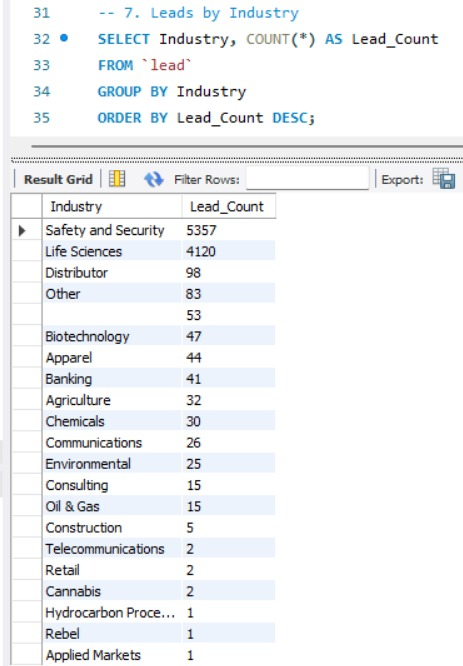 31 -- 7. Leads by Industry
32 SELECT Industry, COUNT(*) AS Lead_Count
33 FROM `lead`
34 GROUP BY Industry
35 ORDER BY Lead_Count DESC;
Result Grid Filter Rows: Export:
Industry Lead_Count
Safety and Security 5357
Life Sciences 4120
Distributor 98
Other 83
53
Biotechnology 47
Apparel 44
Banking 41
Agriculture 32
Chemicals 30
Communications 26
Environmental 25
Consulting 15
Oil & Gas 15
Construction 5
Telecommunications 2
Retail 2
Cannabis 2
Hydrocarbon Proce... 1
Rebel 1
Applied Markets 1